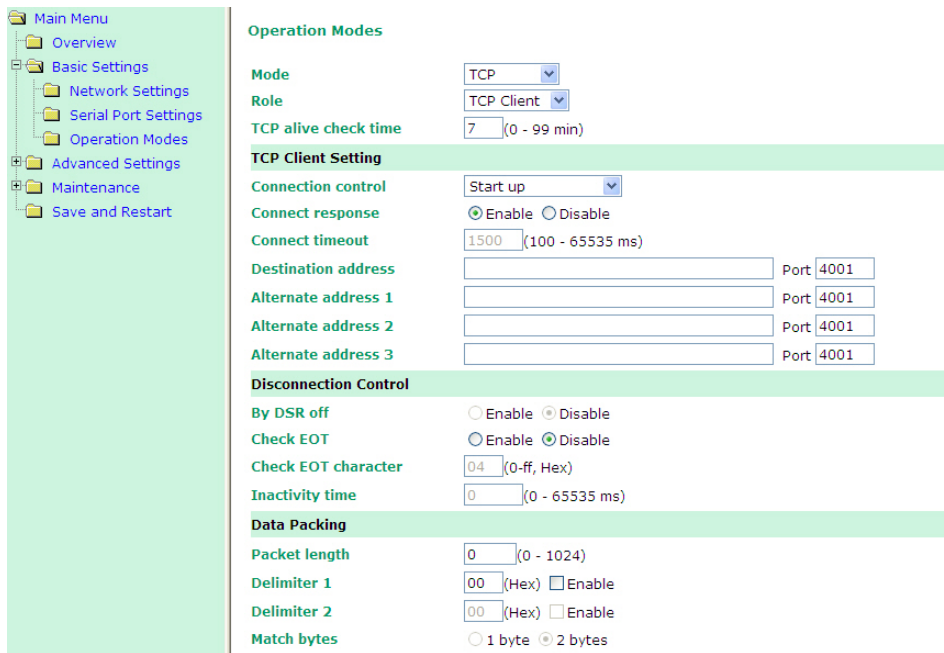 Main Menu
Overview
Basic Settings
Network Settings
Serial Port Settings
Operation Modes
Advanced Settings
Maintenance
Save and Restart
Operation Modes
Mode TCP
Role TCP Client
TCP alive check time 7 (0 - 99 min)
TCP Client Setting
Connection control Start up
Connect response Enable Disable
Connect timeout 1500 (100 - 65535 ms)
Destination address Port 4001
Alternate address 1 Port 4001
Alternate address 2 Port 4001
Alternate address 3 Port 4001
Disconnection Control
By DSR off Enable Disable
Check EOT Enable Disable
Check EOT character 04 (0-ff, Hex)
Inactivity time 0 (0 - 65535 ms)
Data Packing
Packet length 0 (0 - 1024)
Delimiter 1 00 (Hex) Enable
Delimiter 2 00 (Hex) Enable
Match bytes 1 byte 2 bytes